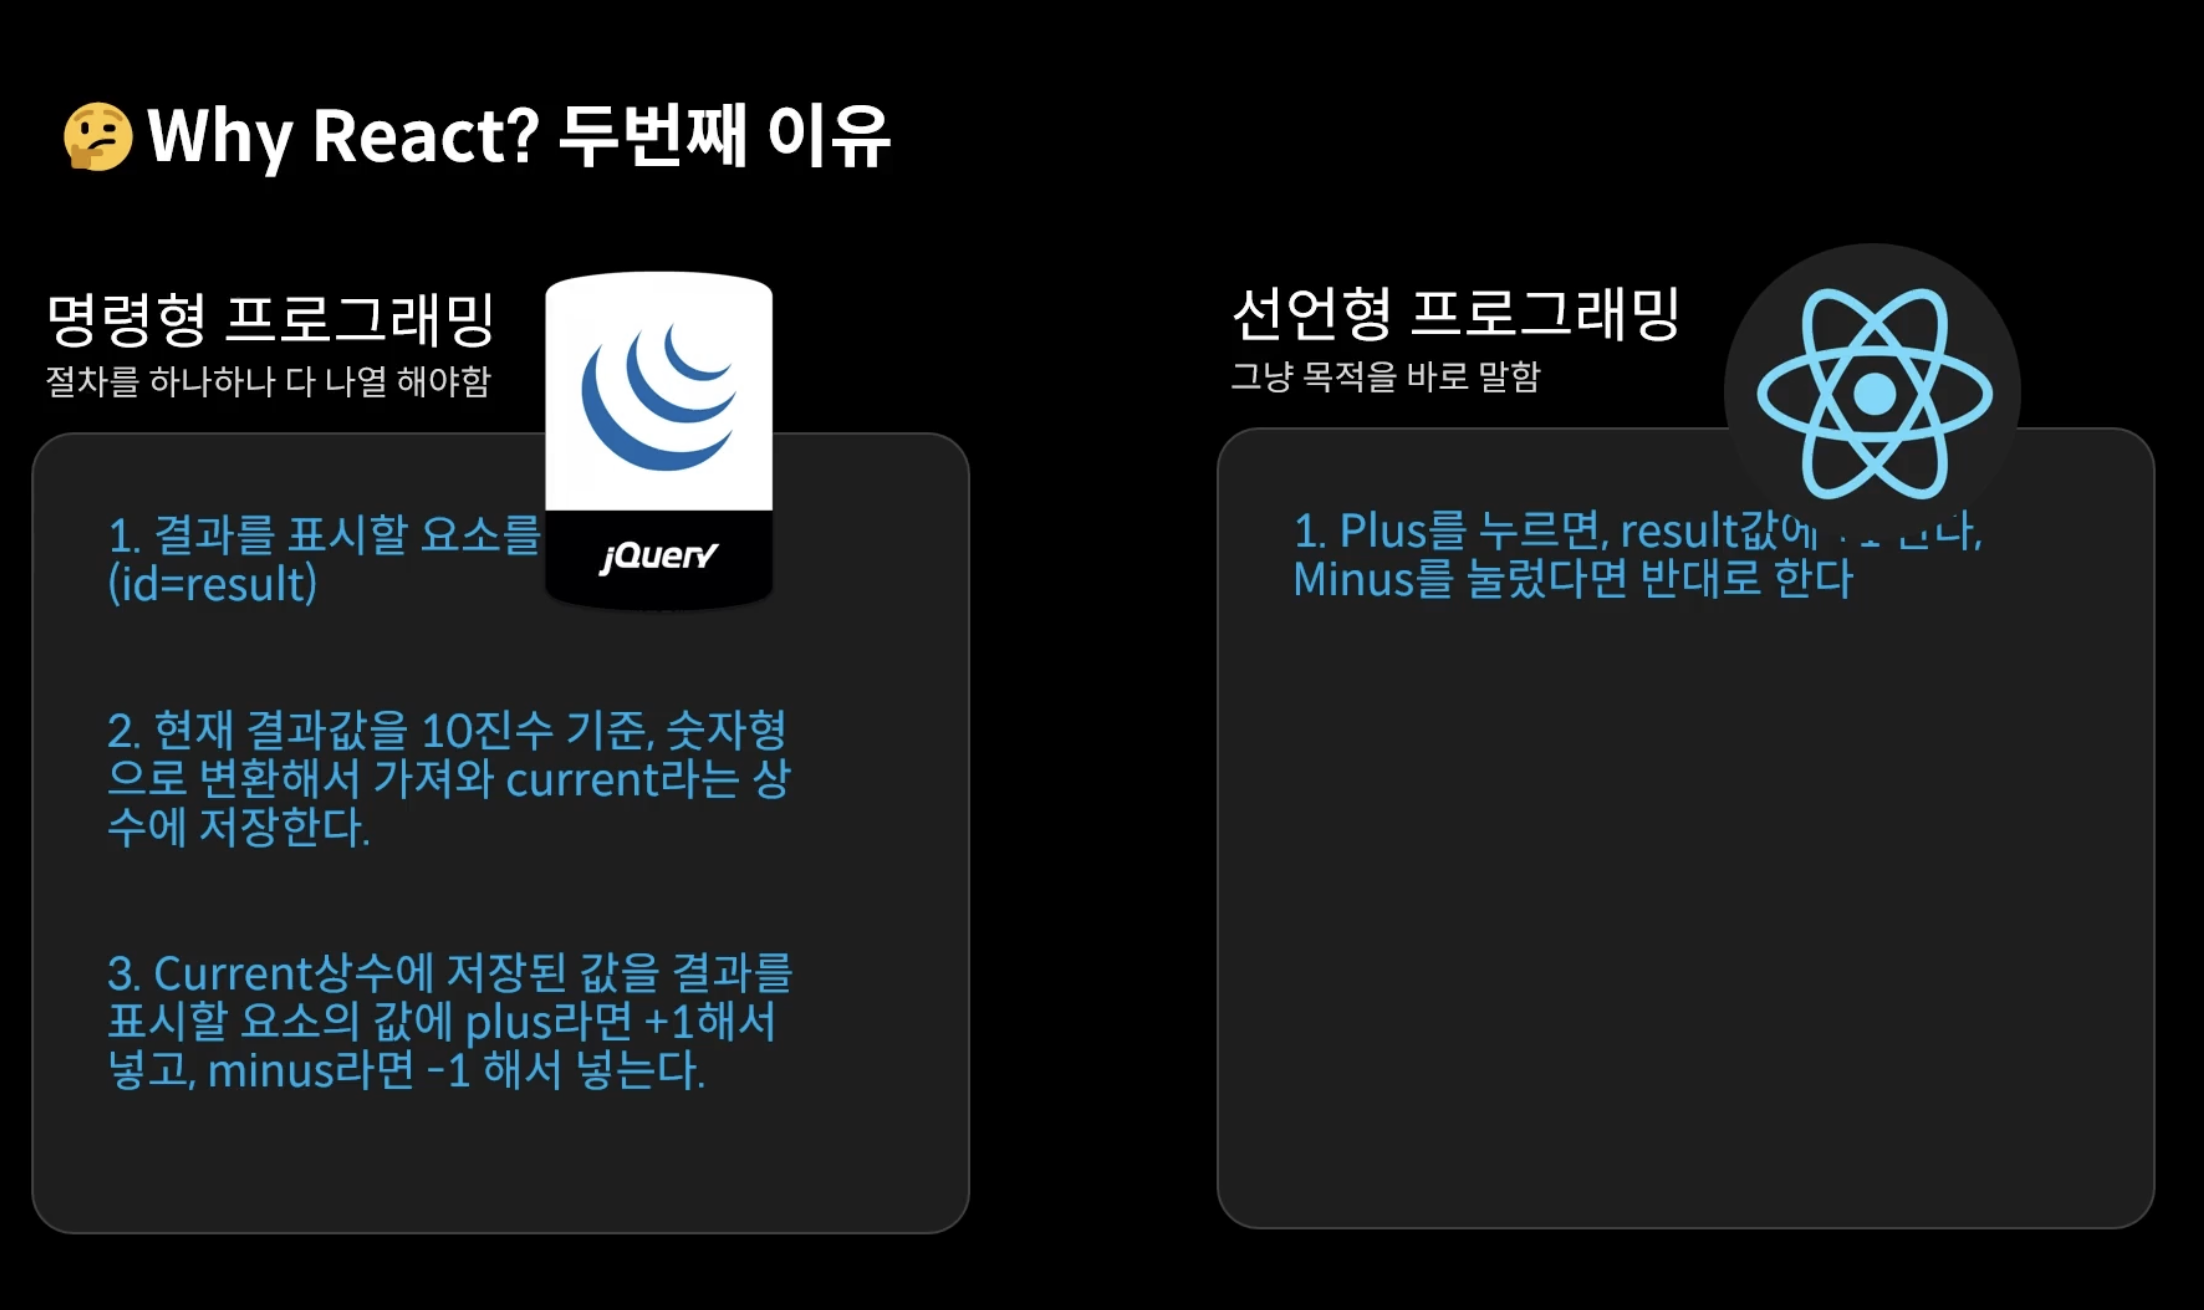 🤔 Why React? 두번째 이유
명령형 프로그래밍
절차를 하나하나 다 나열 해야함
jQuery
1. 결과를 표시할 요소를
(id=result)
2. 현재 결과값을 10진수 기준, 숫자형
으로 변환해서 가져와 current라는 상
수에 저장한다.
3. Current상수에 저장된 값을 결과를
표시할 요소의 값에 plus라면 +1해서
넣고, minus라면 -1 해서 넣는다.
선언형 프로그래밍
그냥 목적을 바로 말함
1. Plus를 누르면, result값에
Minus를 눌렀다면 반대로 한다